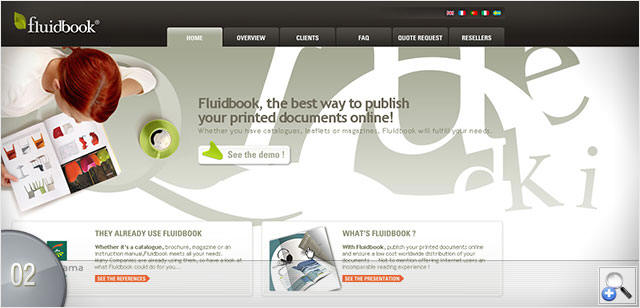 fluidbook®
HOME
OVERVIEW
CLIENTS
FAQ
QUOTE REQUEST
RESELLERS
Fluidbook, the best way to publish
your printed documents online!
Whether you have catalogues, leaflets or magazines, Fluidbook will fulfill your needs.
See the demo !
THEY ALREADY USE FLUIDBOOK
Whether it's a catalogue, brochure, magazine or an
instruction manual,Fluidbook meets all your needs.
Many Companies are already using them, so have a look at
what Fluidbook could do for you...
SEE THE REFERENCES
WHAT'S FLUIDBOOK ?
With Fluidbook, publish your printed documents online
and ensure a low cost worldwide distribution of your
documents ... Not to mention offering Internet users an
incomparable reading experience !
SEE THE PRESENTATION
02